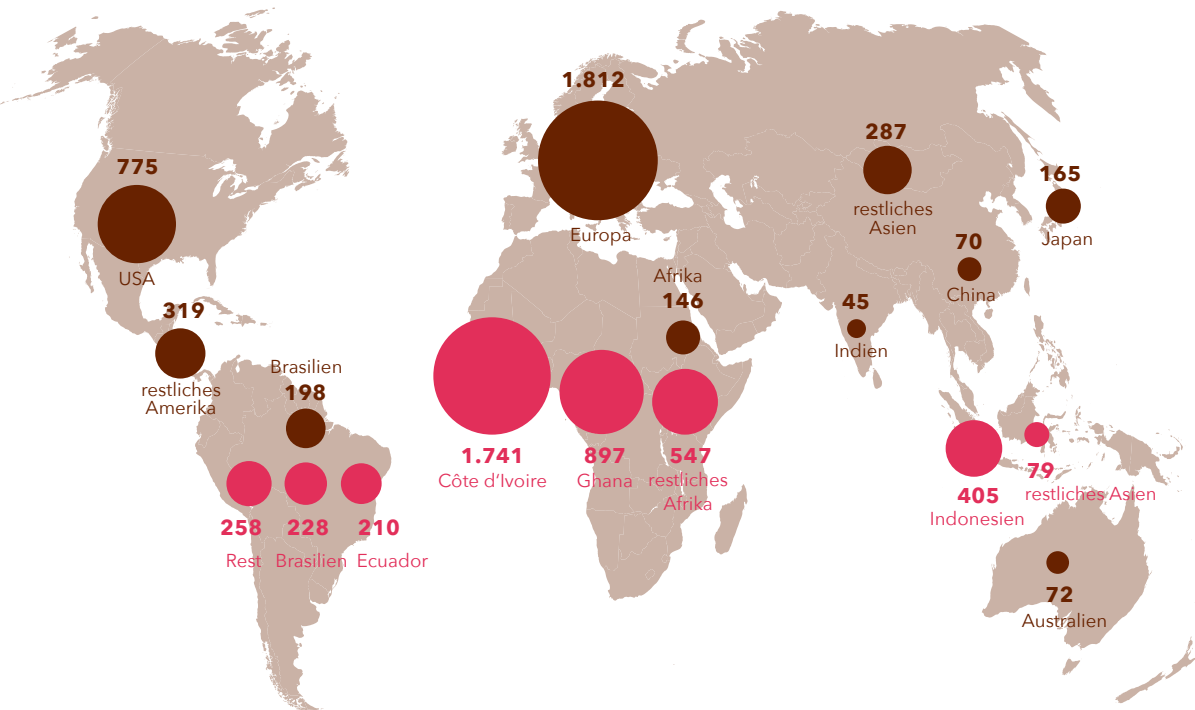 1.812
Europa
775
USA
319
restliches
Amerika
Brasilien
198
258
Rest
228
Brasilien
210
Ecuador
1.741
Côte d‘Ivoire
897
Ghana
547
restliches
Afrika
Afrika
146
287
restliches
Asien
165
Japan
70
China
45
Indien
405
Indonesien
79
restliches Asien
72
Australien